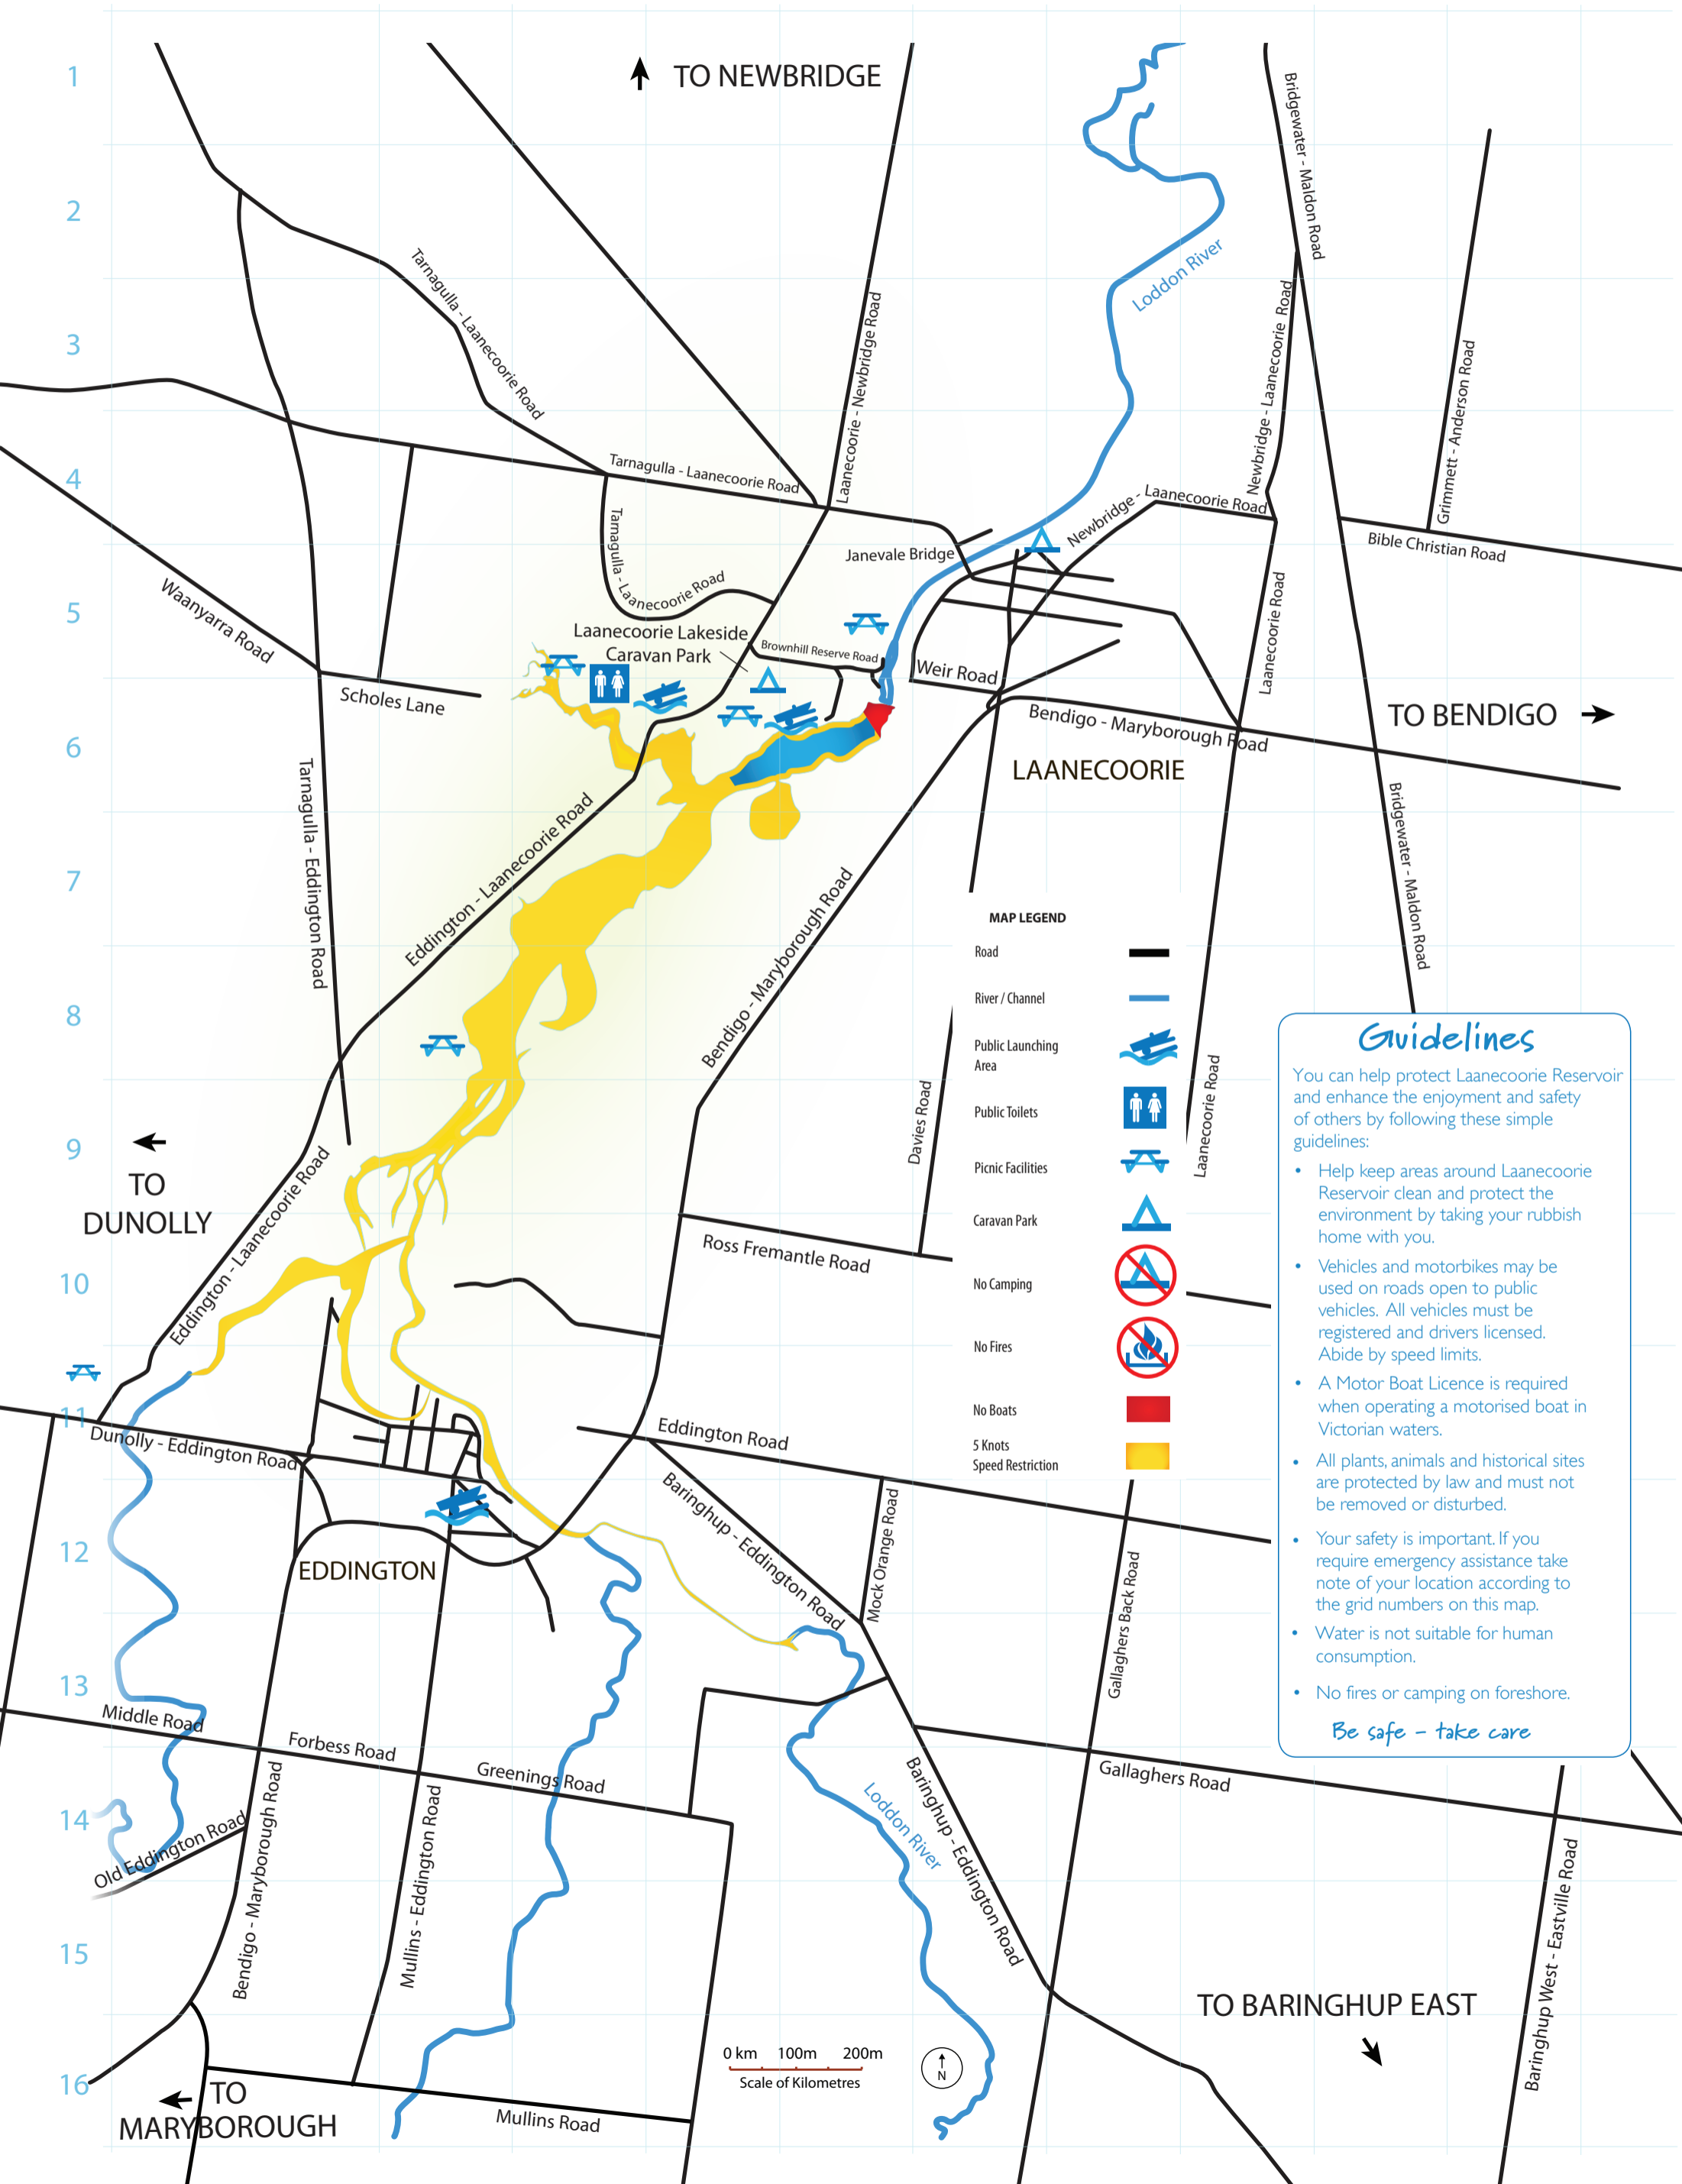 1
TO NEWBRIDGE
Bridgewater - Maldon Road
2
Loddon River
Tarnagulla - Laanecoorie Road
3
Laanecoorie - Newbridge Road
Newbridge - Laanecoorie Road
Grimmett - Anderson Road
4
Tarnagulla - Laanecoorie Road
Newbridge - Laanecoorie Road
Bible Christian Road
Janevale Bridge
Tarnagulla - Laanecoorie Road
Waanyarra Road
5
Laanecoorie Road
Laanecoorie Lakeside
Caravan Park
Brownhill Reserve Road
Weir Road
Scholes Lane
Bendigo - Maryborough Road
TO BENDIGO
6
LAANECOORIE
Tarnagulla - Eddington Road
Eddington - Laanecoorie Road
Bridgewater - Maldon Road
7
Bendigo - Maryborough Road
MAP LEGEND
Road
River / Channel
Public Launching
Area
Public Toilets
Picnic Facilities
Caravan Park
No Camping
No Fires
No Boats
5 Knots
Speed Restriction
8
Davies Road
Laanecoorie Road
9
TO
DUNOLLY
Eddington - Laanecoorie Road
Ross Fremantle Road
10
11
Dunolly - Eddington Road
Eddington Road
Baringhup - Eddington Road
Mock Orange Road
12
EDDINGTON
Gallaghers Back Road
13
Middle Road
Forbess Road
Greenings Road
Gallaghers Road
14
Old Eddington Road
Bendigo - Maryborough Road
Mullins - Eddington Road
Loddon River
Baringhup - Eddington Road
Baringhup West - Eastville Road
15
TO BARINGHUP EAST
0 km 100m 200m
Scale of Kilometres
N
16
TO
MARYBOROUGH
Mullins Road
Guidelines
You can help protect Laanecoorie Reservoir
and enhance the enjoyment and safety
of others by following these simple
guidelines:
• Help keep areas around Laanecoorie
Reservoir clean and protect the
environment by taking your rubbish
home with you.
• Vehicles and motorbikes may be
used on roads open to public
vehicles. All vehicles must be
registered and drivers licensed.
Abide by speed limits.
• A Motor Boat Licence is required
when operating a motorised boat in
Victorian waters.
• All plants, animals and historical sites
are protected by law and must not
be removed or disturbed.
• Your safety is important. If you
require emergency assistance take
note of your location according to
the grid numbers on this map.
• Water is not suitable for human
consumption.
• No fires or camping on foreshore.
Be safe – take care